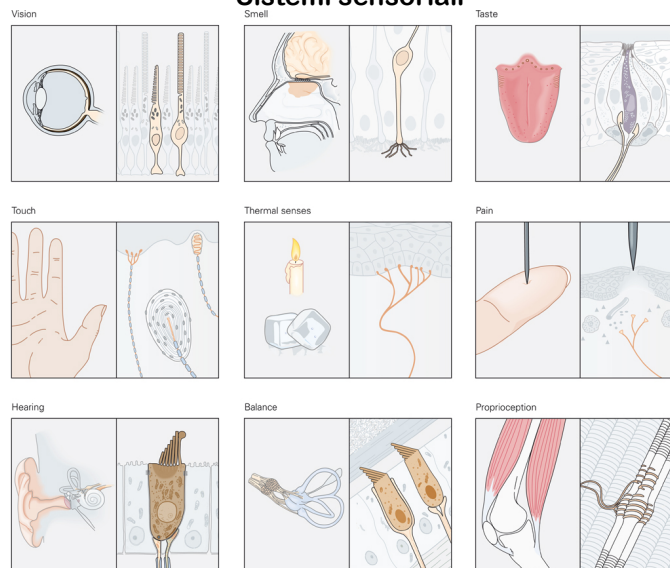 Sistemi sensoriali
Vision
Smell
Taste
Touch
Thermal senses
Pain
Hearing
Balance
Proprioception